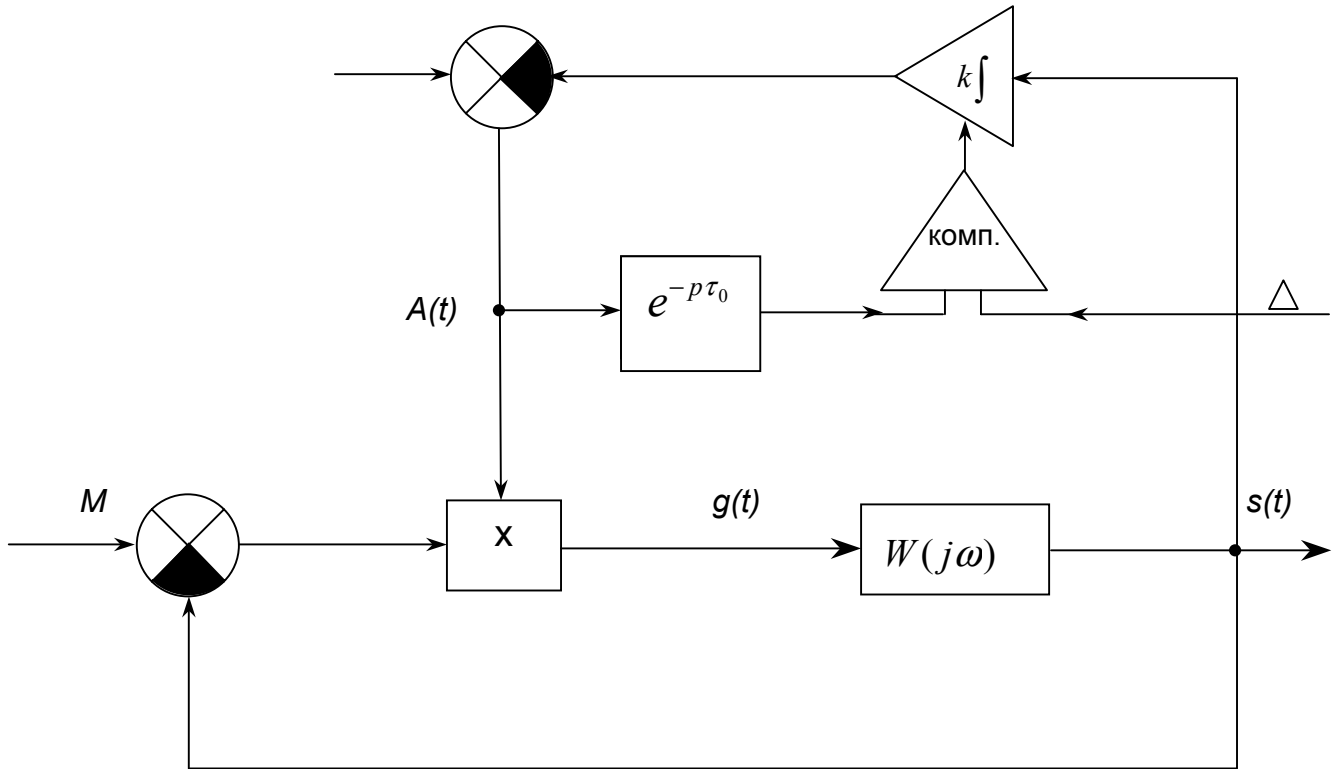 k∫
комп.
A(t)
e^{-pτ₀}
△
M
x
g(t)
W(jω)
s(t)